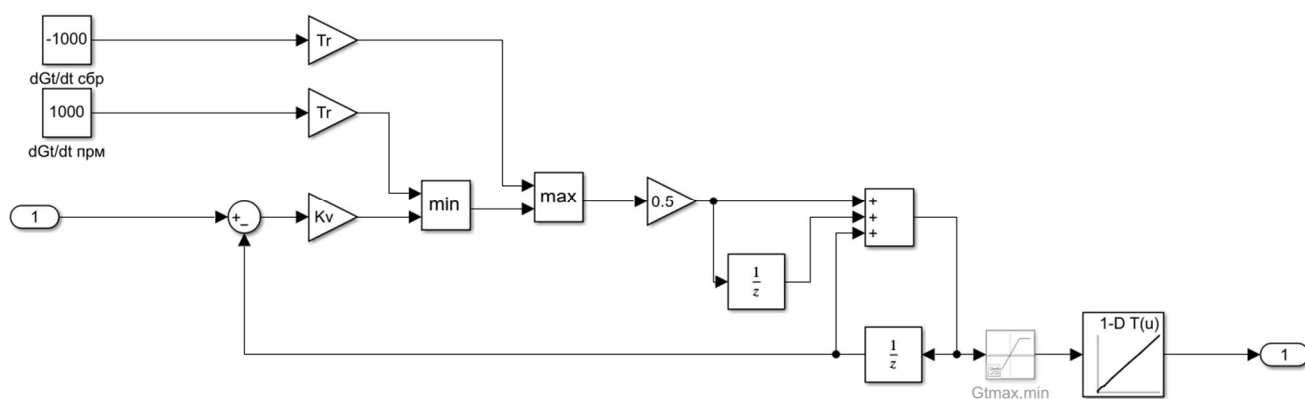 -1000
Tr
dGt/dt сбр
1000
Tr
dGt/dt прм
1
+
−
Kv
min
max
0.5
+
+
+
1
z
1
z
Gtmax.min
1-D T(u)
1